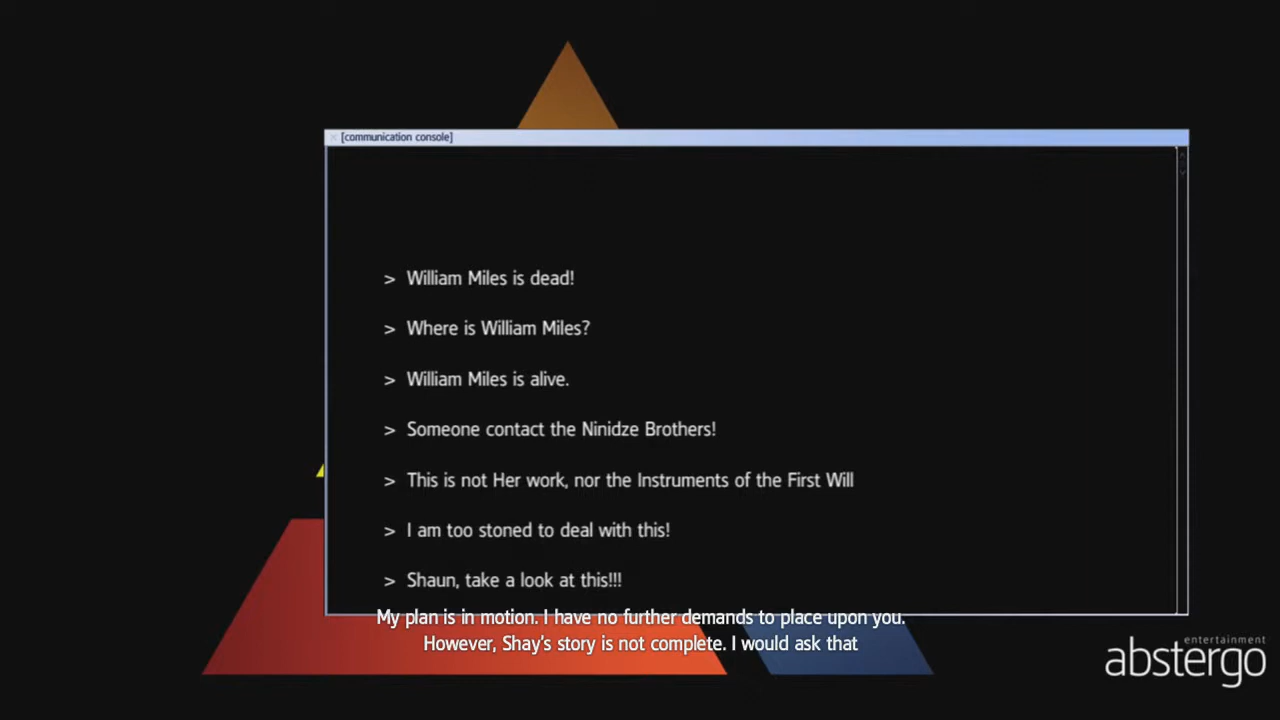 × [communication console]
> William Miles is dead!
> Where is William Miles?
> William Miles is alive.
> Someone contact the Ninidze Brothers!
> This is not Her work, nor the Instruments of the First Will
> I am too stoned to deal with this!
> Shaun, take a look at this!!!
My plan is in motion. I have no further demands to place upon you.
However, Shay's story is not complete. I would ask that
entertainment
abstergo